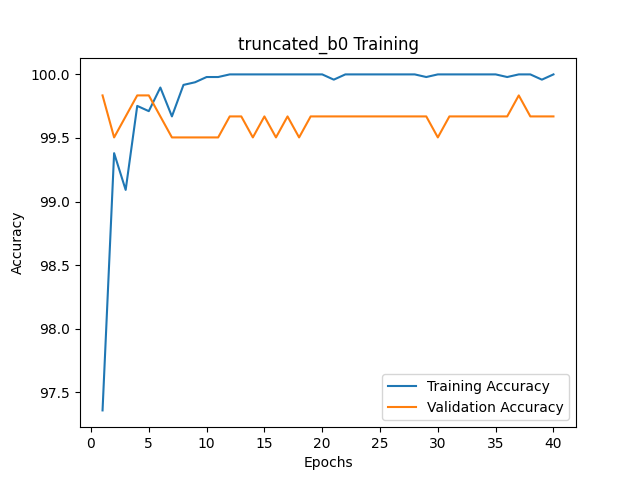 truncated_b0 Training
100.0
99.5
99.0
98.5
98.0
97.5
Accuracy
0 5 10 15 20 25 30 35 40
Epochs
Training Accuracy
Validation Accuracy